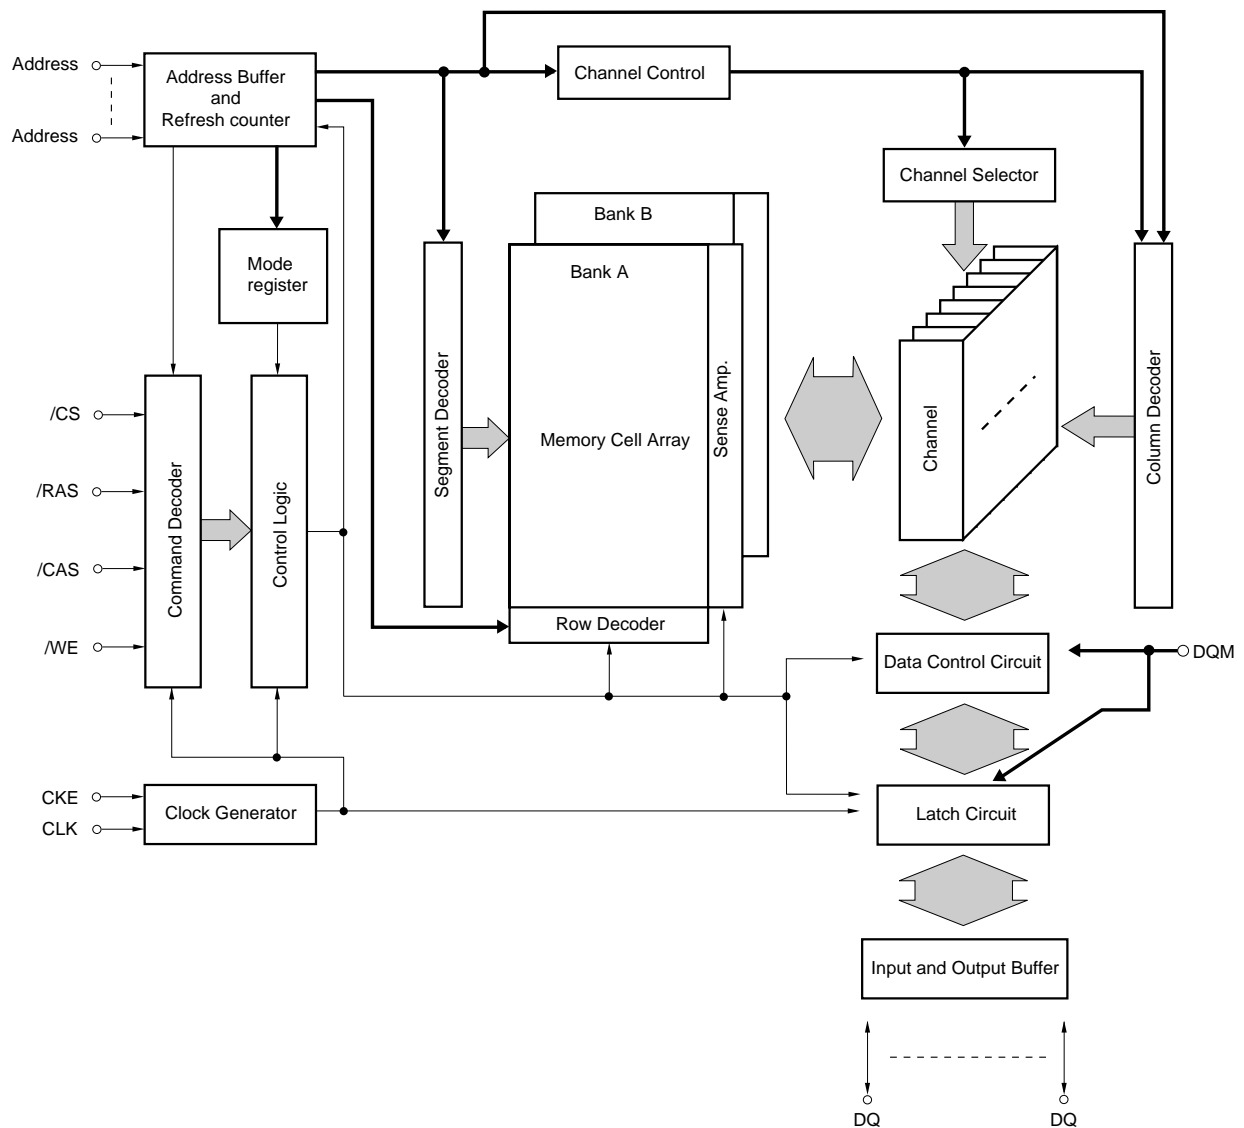 Address
Address Buffer
and
Refresh counter
Address
Channel Control
Channel Selector
Bank B
Bank A
Mode
register
Segment Decoder
Memory Cell Array
Sense Amp.
Channel
Column Decoder
/CS
/RAS
/CAS
/WE
Command Decoder
Control Logic
Row Decoder
Data Control Circuit
DQM
CKE
CLK
Clock Generator
Latch Circuit
Input and Output Buffer
DQ
DQ